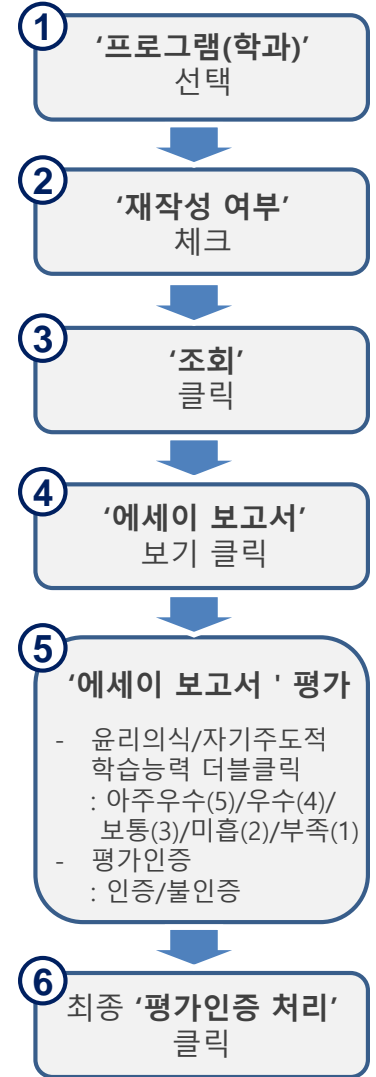 1
‘프로그램(학과)’
선택
2
‘재작성 여부’
체크
3
‘조회’
클릭
4
‘에세이 보고서’
보기 클릭
5
‘에세이 보고서 ' 평가
- 윤리의식/자기주도적
학습능력 더블클릭
: 아주우수(5)/우수(4)/
보통(3)/미흡(2)/부족(1)
- 평가인증
: 인증/불인증
6
최종 ‘평가인증 처리’
클릭